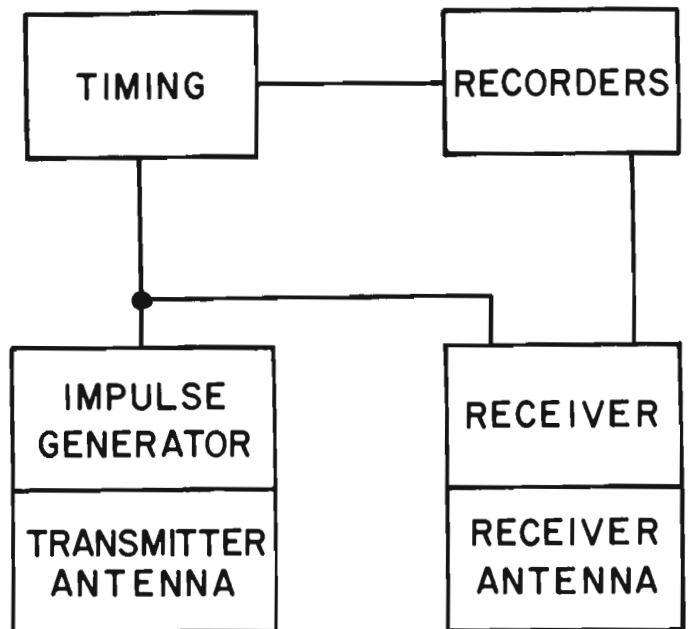 TIMING
RECORDERS
IMPULSE
GENERATOR
RECEIVER
TRANSMITTER
ANTENNA
RECEIVER
ANTENNA